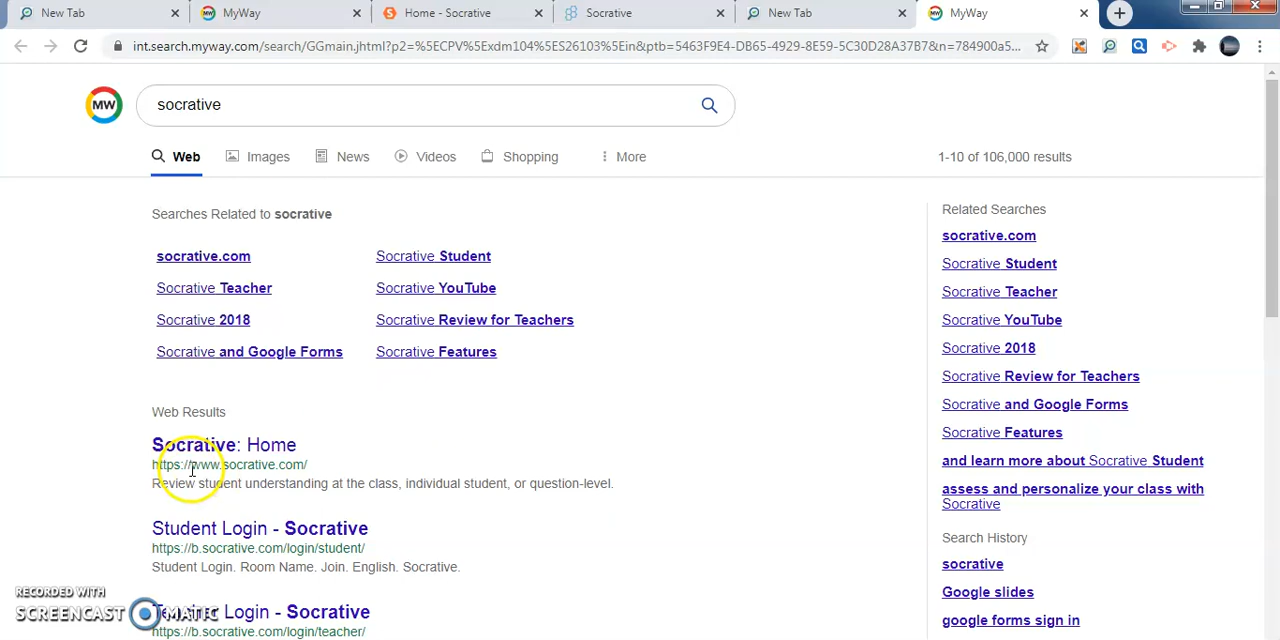 New Tab
MyWay
Home - Socrative
Socrative
New Tab
MyWay
int.search.myway.com/search/GGmain.jhtml?p2=%5ECPV%5Exdm104%5ES26103%5Ein&ptb=5463F9E4-DB65-4929-8E59-5C30D28A37B7&n=784900a5...
MW
socrative
Web Images News Videos Shopping More
1-10 of 106,000 results
Searches Related to socrative
socrative.com Socrative Student
Socrative Teacher Socrative YouTube
Socrative 2018 Socrative Review for Teachers
Socrative and Google Forms Socrative Features
Web Results
Socrative: Home
https://www.socrative.com/
Review student understanding at the class, individual student, or question-level.
Student Login - Socrative
https://b.socrative.com/login/student/
Student Login. Room Name. Join. English. Socrative.
Login - Socrative
https://b.socrative.com/login/teacher/
Related Searches
socrative.com
Socrative Student
Socrative Teacher
Socrative YouTube
Socrative 2018
Socrative Review for Teachers
Socrative and Google Forms
Socrative Features
and learn more about Socrative Student
assess and personalize your class with
Socrative
Search History
socrative
Google slides
google forms sign in
RECORDED WITH
SCREENCAST MATIC